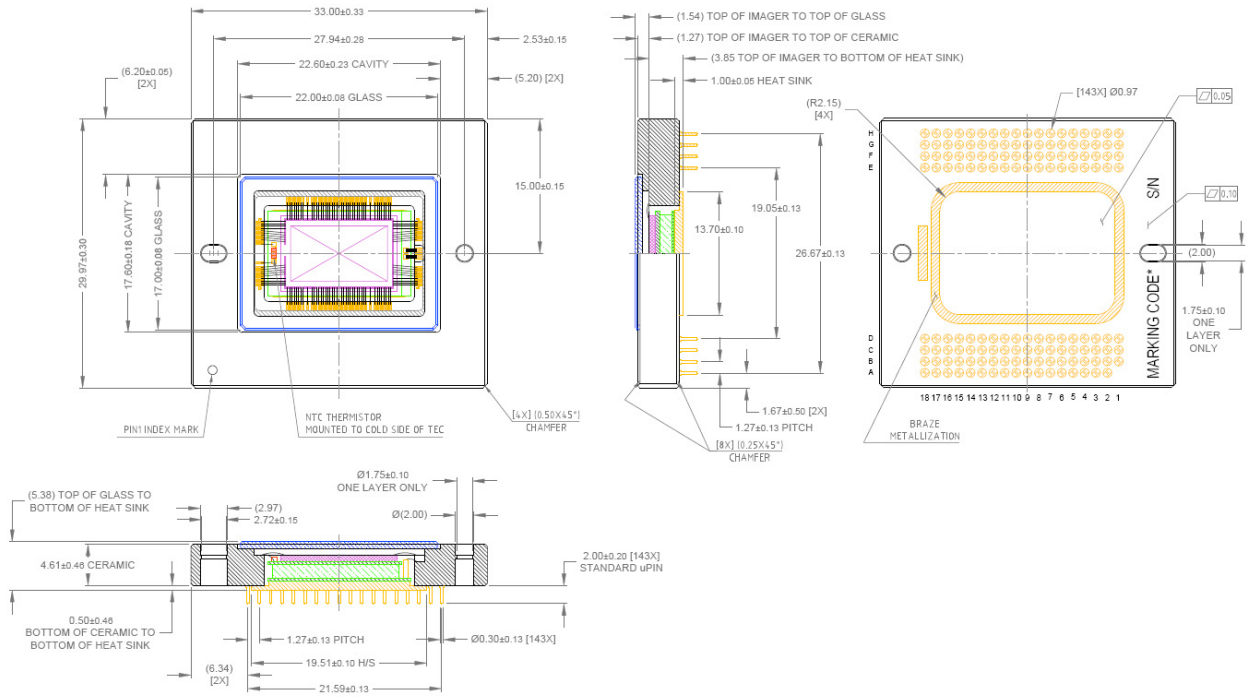 33.00±0.33
27.94±0.28
2.53±0.15
(6.20±0.05)
[2X]
22.60±0.23 CAVITY
(5.20) [2X]
22.00±0.08 GLASS
29.97±0.30
17.60±0.18 CAVITY
17.00±0.08 GLASS
15.00±0.15
PIN1 INDEX MARK
NTC THERMISTOR
MOUNTED TO COLD SIDE OF TEC
[4X] (0.50X45°)
CHAMFER
(1.54) TOP OF IMAGER TO TOP OF GLASS
(1.27) TOP OF IMAGER TO TOP OF CERAMIC
(3.85 TOP OF IMAGER TO BOTTOM OF HEAT SINK)
1.00±0.05 HEAT SINK
19.05±0.13
13.70±0.10
26.67±0.13
1.67±0.50 [2X]
1.27±0.13 PITCH
[8X] (0.25X45°)
CHAMFER
(R2.15)
[4X]
[143X] Ø0.97
0.05
H
G
F
E
S/N
0.10
(2.00)
1.75±0.10
ONE
LAYER
ONLY
MARKING CODE*
D
C
B
A
18 17 16 15 14 13 12 11 10 9 8 7 6 5 4 3 2 1
BRAZE
METALLIZATION
Ø1.75±0.10
ONE LAYER ONLY
(5.38) TOP OF GLASS TO
BOTTOM OF HEAT SINK
(2.97)
2.72±0.15
Ø(2.00)
4.61±0.46 CERAMIC
2.00±0.20 [143X]
STANDARD uPIN
0.50±0.46
BOTTOM OF CERAMIC TO
BOTTOM OF HEAT SINK
1.27±0.13 PITCH
Ø0.30±0.13 [143X]
19.51±0.10 H/S
(6.34)
[2X]
21.59±0.13